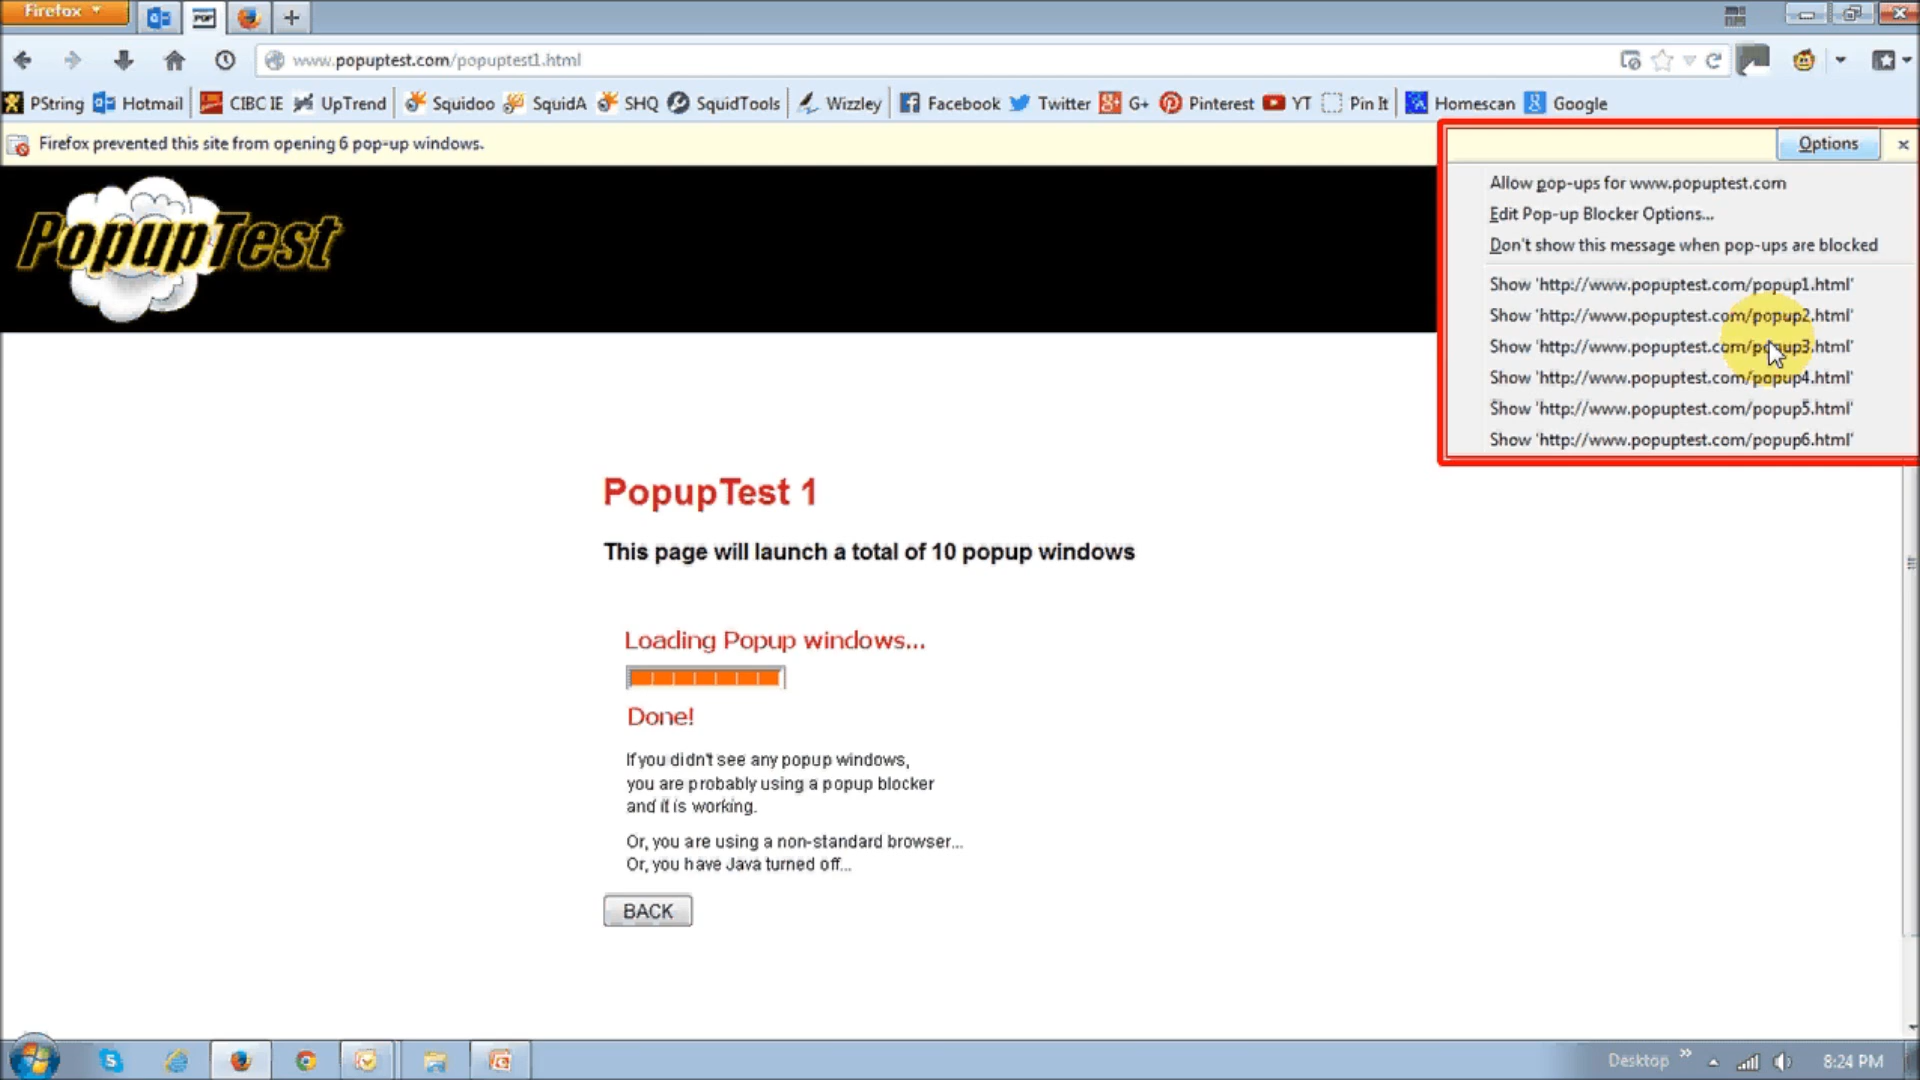 Firefox
PDF
www.popuptest.com/popuptest1.html
PString Hotmail CIBC IE UpTrend Squidoo SquidA SHQ SquidTools Wizzley Facebook Twitter G+ Pinterest YT Pin It Homescan Google
Firefox prevented this site from opening 6 pop-up windows.
Options
Allow pop-ups for www.popuptest.com
Edit Pop-up Blocker Options...
Don't show this message when pop-ups are blocked
Show 'http://www.popuptest.com/popup1.html'
Show 'http://www.popuptest.com/popup2.html'
Show 'http://www.popuptest.com/popup3.html'
Show 'http://www.popuptest.com/popup4.html'
Show 'http://www.popuptest.com/popup5.html'
Show 'http://www.popuptest.com/popup6.html'
PopupTest
PopupTest 1
This page will launch a total of 10 popup windows
Loading Popup windows...
Done!
If you didn't see any popup windows,
you are probably using a popup blocker
and it is working.
Or, you are using a non-standard browser...
Or, you have Java turned off...
BACK
Desktop
8:24 PM